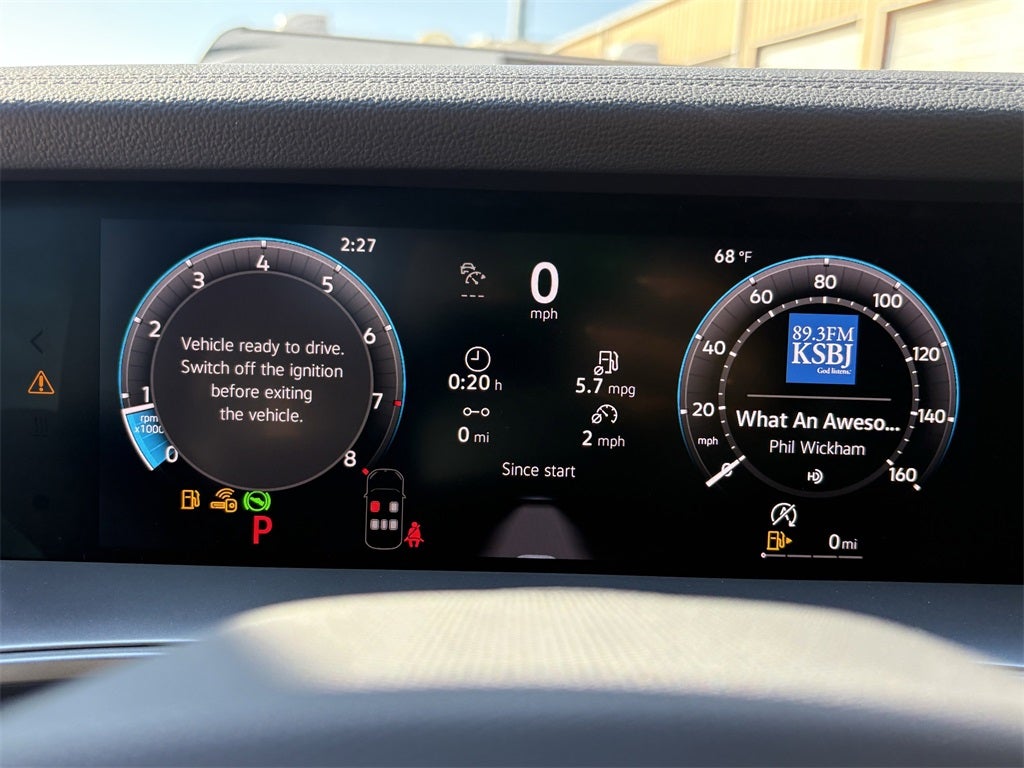 2:27
1
2
3
4
5
6
7
8
rpm
x1000
0
Vehicle ready to drive.
Switch off the ignition
before exiting
the vehicle.
P
---
0
mph
0:20 h
5.7 mpg
0 mi
2 mph
Since start
68 °F
0
20
40
60
80
100
120
140
160
mph
89.3FM
KSBJ
God listens.
What An Aweso...
Phil Wickham
HD
A
0 mi